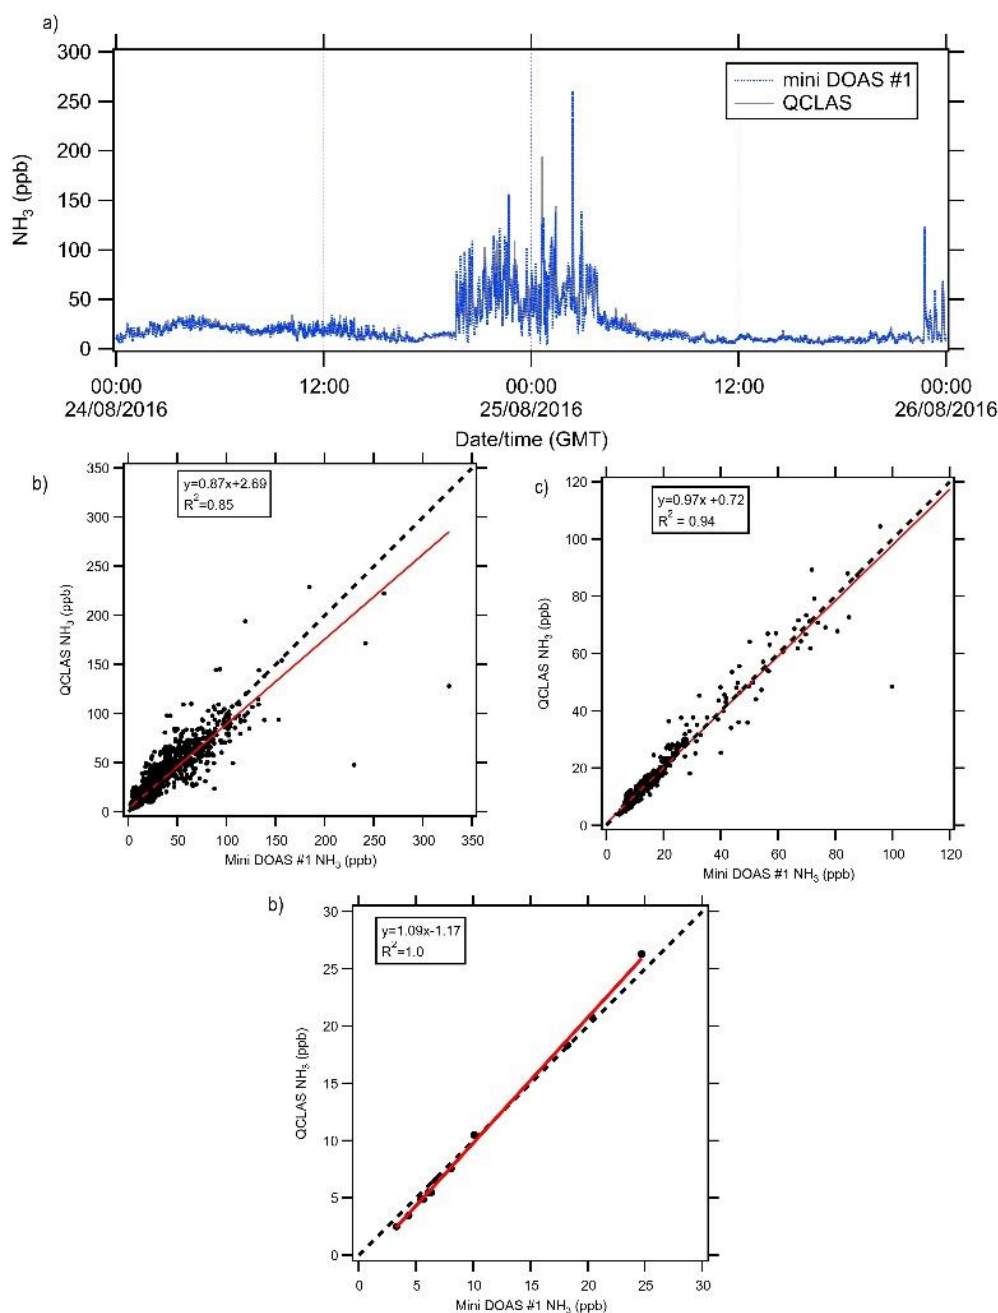 a)
300
250
200
150
100
50
0
NH3 (ppb)
mini DOAS #1
QCLAS
00:00 12:00 00:00 12:00 00:00
24/08/2016 25/08/2016 26/08/2016
Date/time (GMT)
b)
y=0.87x+2.69
R2=0.85
350
300
250
200
150
100
50
0
QCLAS NH3 (ppb)
0 50 100 150 200 250 300 350
Mini DOAS #1 NH3 (ppb)
c)
y=0.97x +0.72
R2 = 0.94
120
100
80
60
40
20
0
QCLAS NH3 (ppb)
0 20 40 60 80 100 120
Mini DOAS #1 NH3 (ppb)
b)
y=1.09x-1.17
R2=1.0
30
25
20
15
10
5
0
QCLAS NH3 (ppb)
0 5 10 15 20 25 30
Mini DOAS #1 NH3 (ppb)